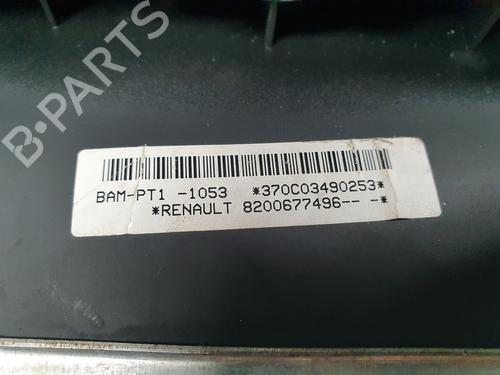 B-PARTS
BAM-PT1 -1053 *370C03490253*
*RENAULT 8200677496-- -*